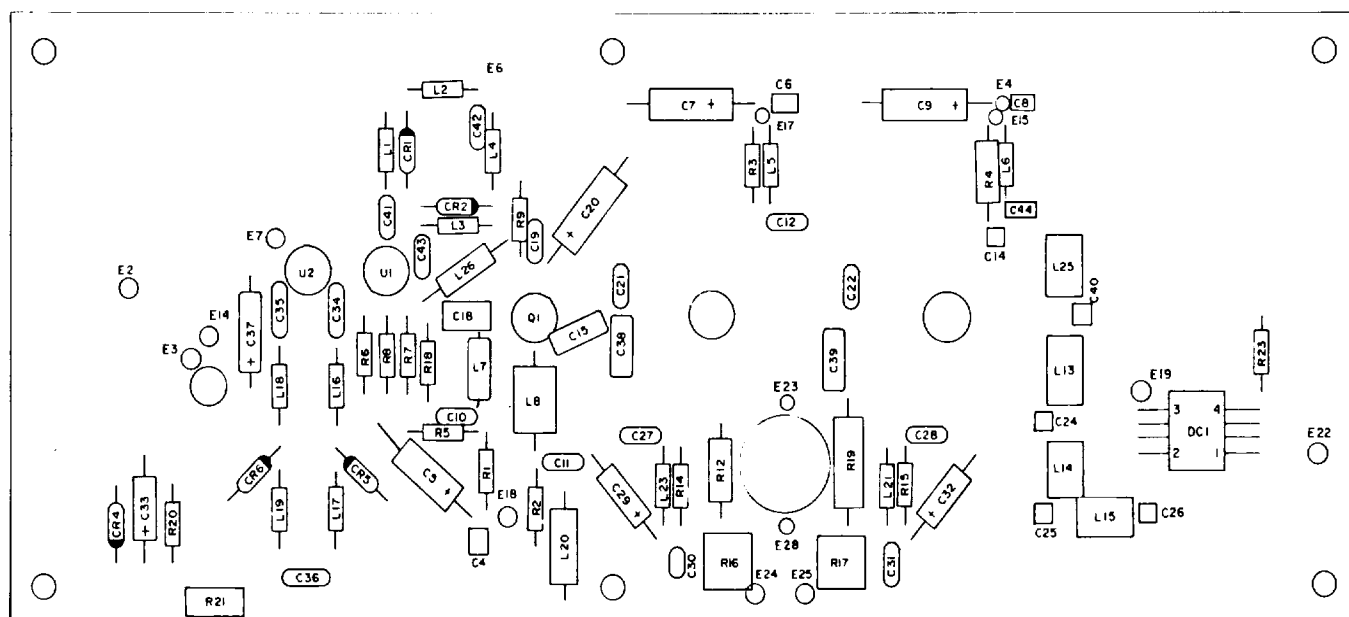 E6
L2
C6
E4
C7 +
C9 +
C8
E17
E15
C42
L1
CR1
L4
R3
L5
R4
L6
C41
CR2
R9
C20 +
C44
L3
C19
C12
E7
C43
C14
U2
U1
L26
L25
E2
C21
C22
C40
C35
C34
C37 +
C18
Q1
C15
C38
E14
E3
R6
R8
R7
R18
L7
C39
R23
L18
L16
L8
L13
E19
E23
C10
R5
3 4
DC1
2 1
C24
C27
C28
E22
R1
C11
R12
R19
CR6
CR5
C5 +
L14
L23
R14
L21
R15
C29 +
C32 +
E18
R2
CR4
C33 +
R20
L19
L17
L20
C25
L15
C26
C4
E28
C30
R16
R17
C31
C36
E24
E25
R21